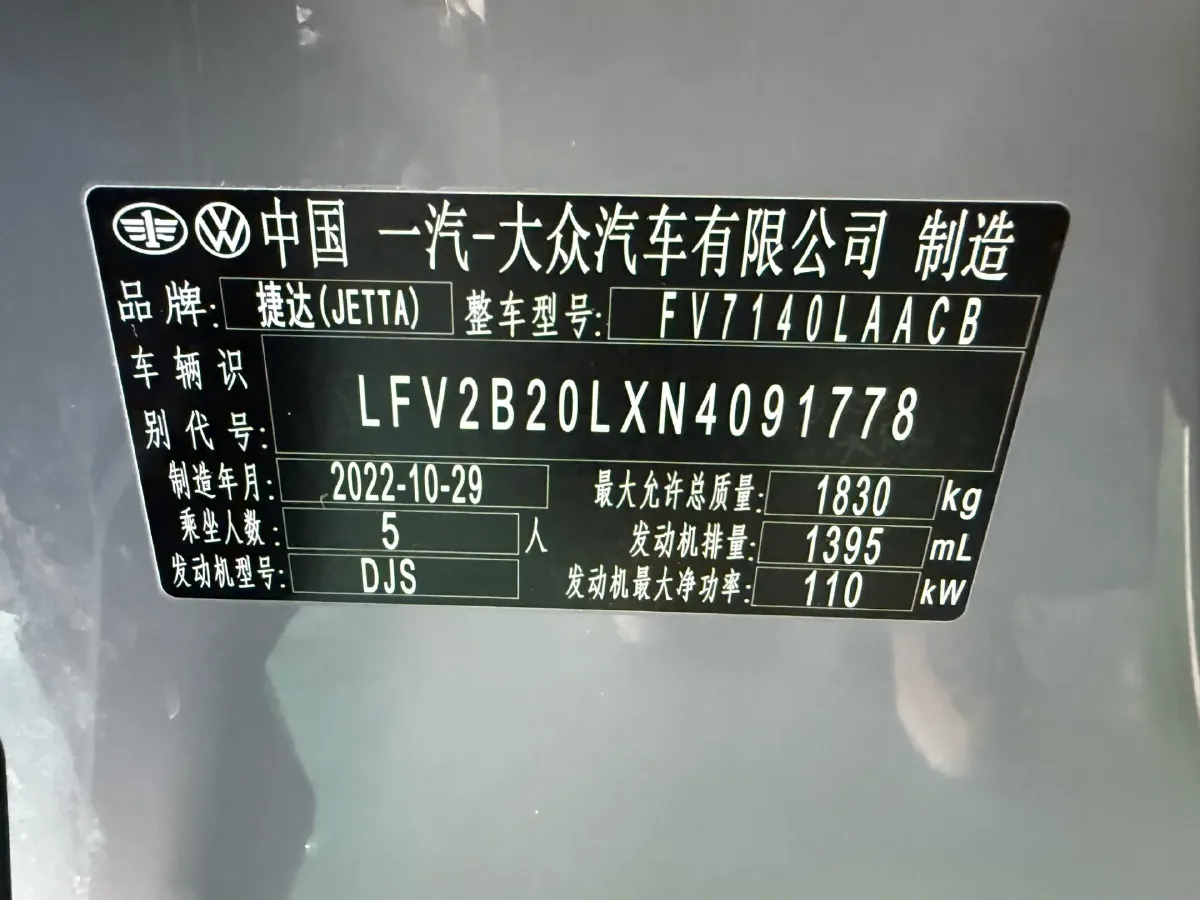 中国 一汽-大众汽车有限公司 制造
品牌: 捷达(JETTA) 整车型号: FV7140LAACB
车辆识别代号: LFV2B20LXN4091778
制造年月: 2022-10-29 最大允许总质量: 1830 kg
乘坐人数: 5 人 发动机排量: 1395 mL
发动机型号: DJS 发动机最大净功率: 110 kW